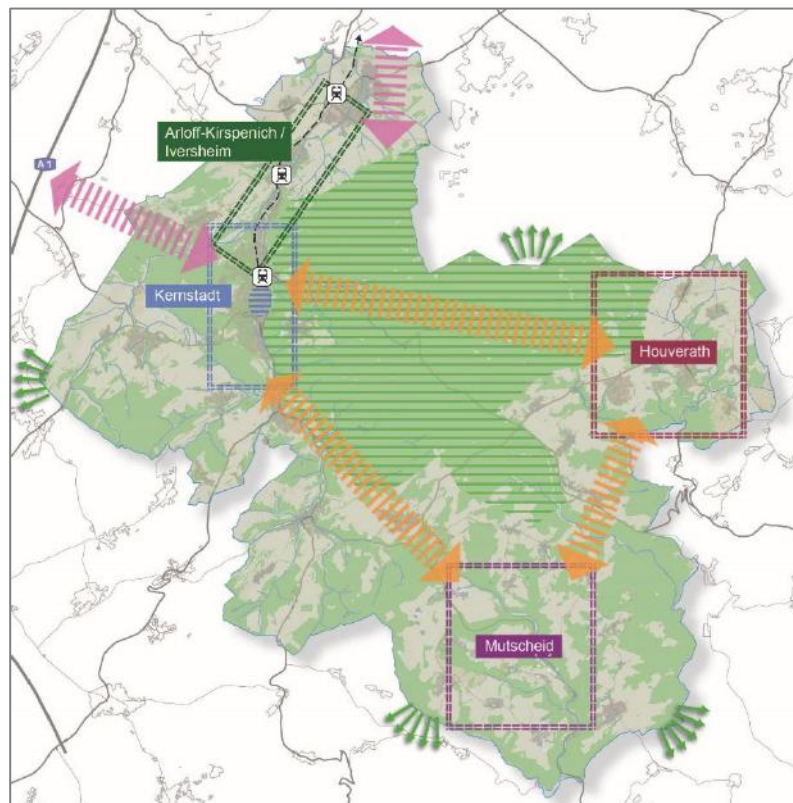 Arloff-Kirspenich /
Iversheim
A 1
Kernstadt
Houverath
Mutscheid